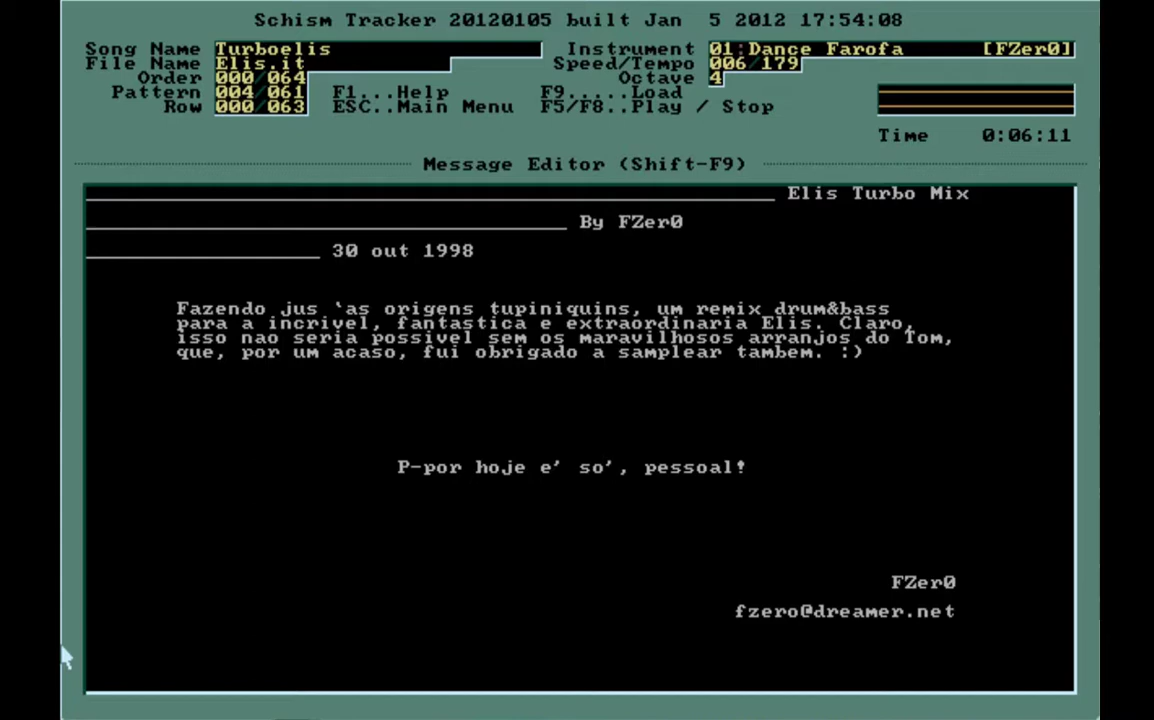 Schism Tracker 20120105 built Jan  5 2012 17:54:08
Song Name Turboelis Instrument 01:Dance Farofa [FZer0]
File Name Elis.it Speed/Tempo 006/179
Order 000/064 Octave 4
Pattern 004/061 F1...Help F9.....Load
Row 000/063 ESC..Main Menu F5/F8..Play / Stop
Time 0:06:11
Message Editor (Shift-F9)
Elis Turbo Mix
By FZer0
30 out 1998
Fazendo jus `as origens tupiniquins, um remix drum&bass
para a incrivel, fantastica e extraordinaria Elis. Claro,
isso nao seria possivel sem os maravilhosos arranjos do Tom,
que, por um acaso, fui obrigado a samplear tambem. :)
P-por hoje e' so', pessoal!
FZer0
fzero@dreamer.net